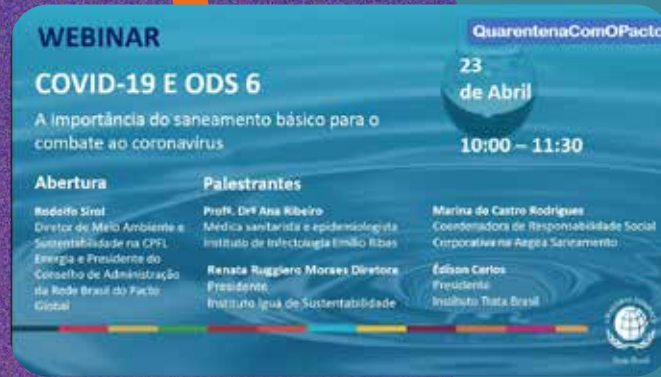 WEBINAR
QuarentenaComOPacto
COVID-19 E ODS 6
A importância do saneamento básico para o
combate ao coronavírus
23
de Abril
10:00 – 11:30
Abertura
Rodolfo Sirol
Diretor de Meio Ambiente e
Sustentabilidade na CPFL
Energia e Presidente do
Conselho de Administração
da Rede Brasil do Pacto
Global
Palestrantes
Profª. Drª Ana Ribeiro
Médica sanitarista e epidemiologista
Instituto de Infectologia Emílio Ribas
Renata Ruggiero Moraes Diretore
Presidente
Instituto Iguá de Sustentabilidade
Marina de Castro Rodrigues
Coordenadora de Responsabilidade Social
Corporativa na Aegea Saneamento
Édison Carlos
Presidente
Instituto Trata Brasil